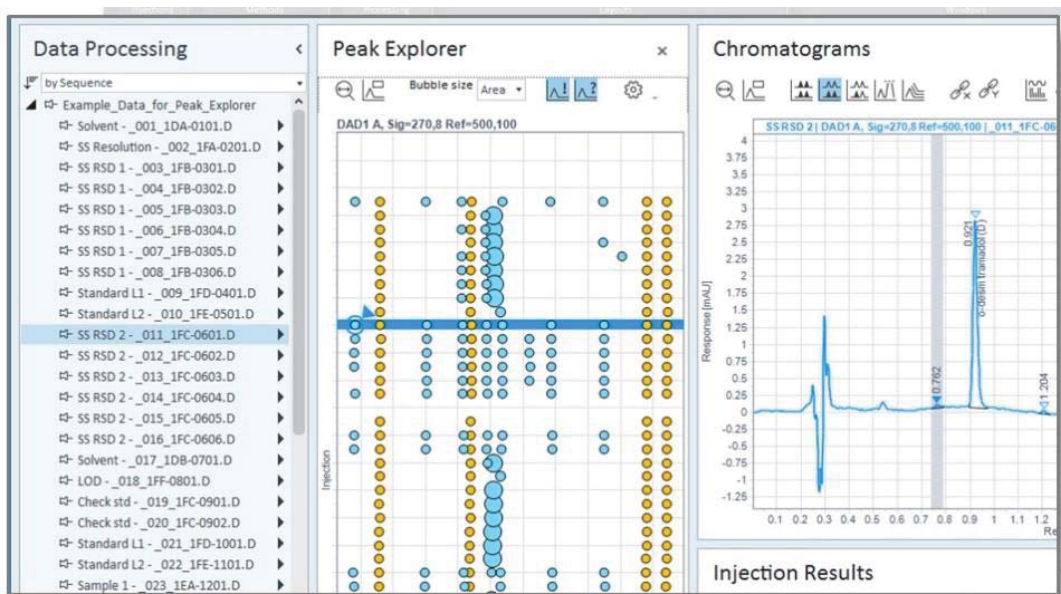 Injections Methods Processing Layouts Windows
Data Processing <
by Sequence
Example_Data_for_Peak_Explorer
Solvent - _001_1DA-0101.D
SS Resolution - _002_1FA-0201.D
SS RSD 1 - _003_1FB-0301.D
SS RSD 1 - _004_1FB-0302.D
SS RSD 1 - _005_1FB-0303.D
SS RSD 1 - _006_1FB-0304.D
SS RSD 1 - _007_1FB-0305.D
SS RSD 1 - _008_1FB-0306.D
Standard L1 - _009_1FD-0401.D
Standard L2 - _010_1FE-0501.D
SS RSD 2 - _011_1FC-0601.D
SS RSD 2 - _012_1FC-0602.D
SS RSD 2 - _013_1FC-0603.D
SS RSD 2 - _014_1FC-0604.D
SS RSD 2 - _015_1FC-0605.D
SS RSD 2 - _016_1FC-0606.D
Solvent - _017_1DB-0701.D
LOD - _018_1FF-0801.D
Check std - _019_1FC-0901.D
Check std - _020_1FC-0902.D
Standard L1 - _021_1FD-1001.D
Standard L2 - _022_1FE-1101.D
Sample 1 - _023_1EA-1201.D
Peak Explorer ×
Bubble size Area
! ?
DAD1 A, Sig=270,8 Ref=500,100
Injection
Chromatograms
X Y
SS RSD 2 | DAD1 A, Sig=270,8 Ref=500,100 | _011_1FC-06
Response [mAU]
4
3.75
3.5
3.25
3
2.75
2.5
2.25
2
1.75
1.5
1.25
1
0.75
0.5
0.25
0
-0.25
-0.5
-0.75
-1
-1.25
0.762
0.921
o-desm tramadol (D)
1.204
0.1 0.2 0.3 0.4 0.5 0.6 0.7 0.8 0.9 1 1.1 1.2
Re
Injection Results